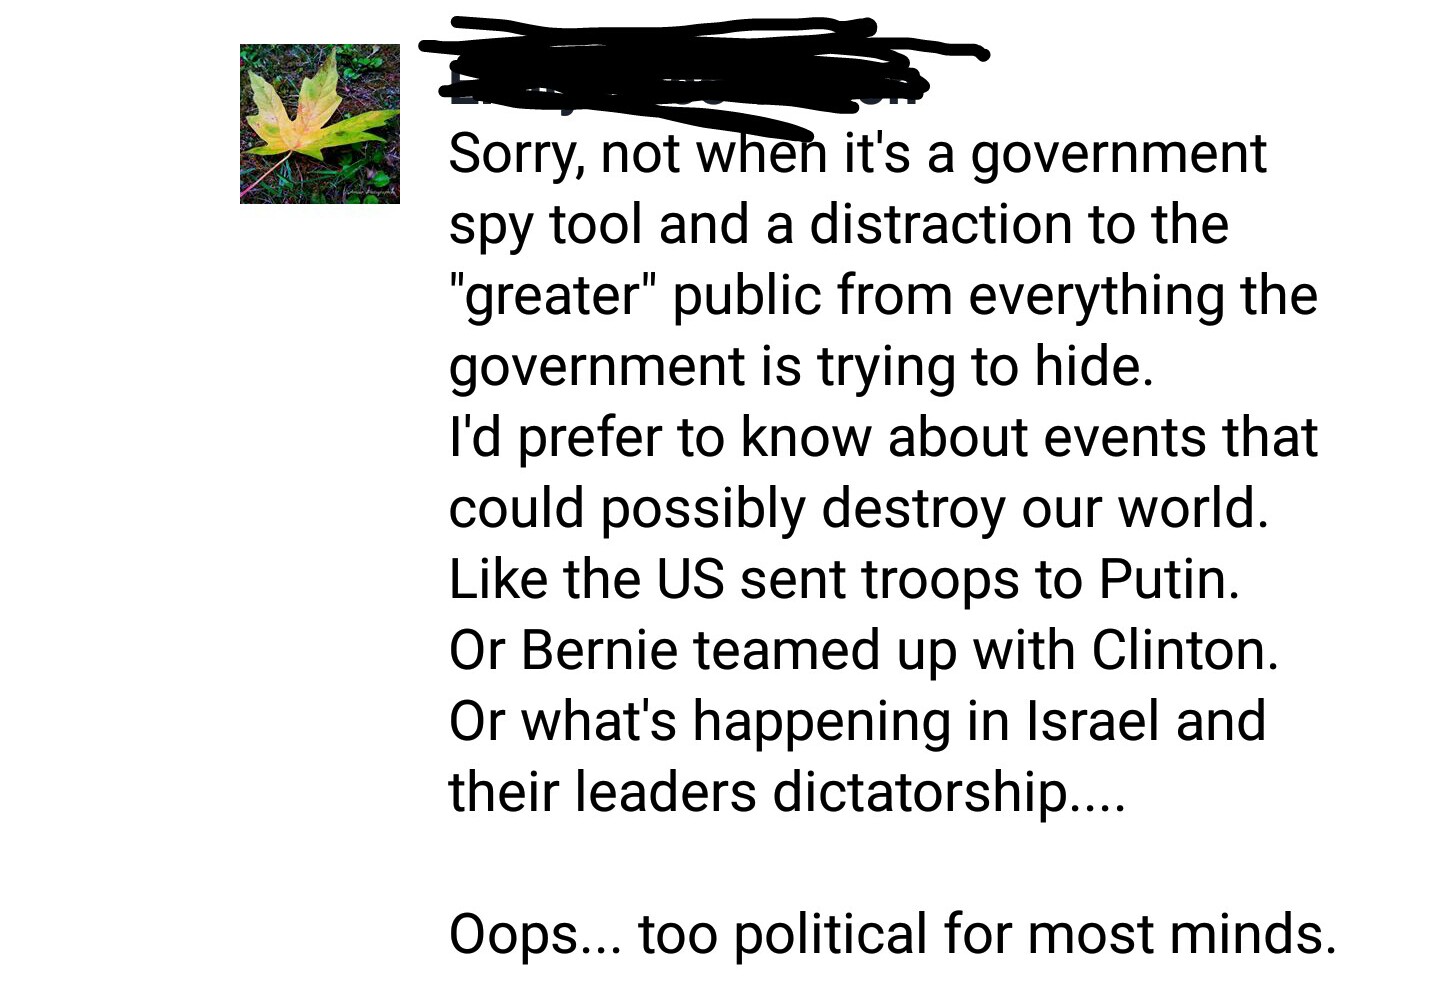 Sorry, not when it's a government
spy tool and a distraction to the
"greater" public from everything the
government is trying to hide.
I'd prefer to know about events that
could possibly destroy our world.
Like the US sent troops to Putin.
Or Bernie teamed up with Clinton.
Or what's happening in Israel and
their leaders dictatorship....
Oops... too political for most minds.